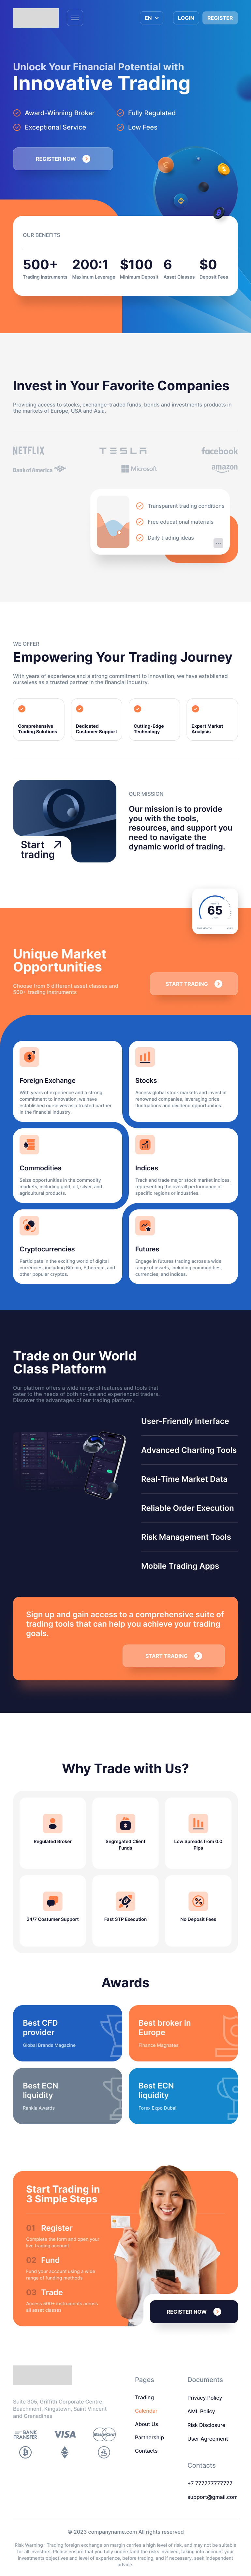 EN
LOGIN
REGISTER
Unlock Your Financial Potential with
Innovative Trading
Award-Winning Broker
Fully Regulated
Exceptional Service
Low Fees
REGISTER NOW
OUR BENEFITS
500+
200:1
$100
6
$0
Trading Instruments
Maximum Leverage
Minimum Deposit
Asset Classes
Deposit Fees
Invest in Your Favorite Companies
Providing access to stocks, exchange-traded funds, bonds and investments products in
the markets of Europe, USA and Asia.
NETFLIX
TESLA
facebook
Bank of America
Microsoft
amazon
Transparent trading conditions
Free educational materials
Daily trading ideas
WE OFFER
Empowering Your Trading Journey
With years of experience and a strong commitment to innovation, we have established
ourselves as a trusted partner in the financial industry.
Comprehensive
Trading Solutions
Dedicated
Customer Support
Cutting-Edge
Technology
Expert Market
Analysis
Start
trading
OUR MISSION
Our mission is to provide
you with the tools,
resources, and support you
need to navigate the
dynamic world of trading.
65
Unique Market
Opportunities
Choose from 6 different asset classes and
500+ trading instruments
START TRADING
Foreign Exchange
With years of experience and a strong
commitment to innovation, we have
established ourselves as a trusted partner
in the financial industry.
Stocks
Access global stock markets and invest in
renowned companies, leveraging price
fluctuations and dividend opportunities.
Commodities
Seize opportunities in the commodity
markets, including gold, oil, silver, and
agricultural products.
Indices
Track and trade major stock market indices,
representing the overall performance of
specific regions or industries.
Cryptocurrencies
Participate in the exciting world of digital
currencies, including Bitcoin, Ethereum, and
other popular cryptos.
Futures
Engage in futures trading across a wide
range of assets, including commodities,
currencies, and indices.
Trade on Our World
Class Platform
Our platform offers a wide range of features and tools that
cater to the needs of both novice and experienced traders.
Discover the advantages of our trading platform.
User-Friendly Interface
Advanced Charting Tools
Real-Time Market Data
Reliable Order Execution
Risk Management Tools
Mobile Trading Apps
Sign up and gain access to a comprehensive suite of
trading tools that can help you achieve your trading
goals.
START TRADING
Why Trade with Us?
Regulated Broker
Segregated Client
Funds
Low Spreads from 0.0
Pips
24/7 Costumer Support
Fast STP Execution
No Deposit Fees
Awards
Best CFD
provider
Global Brands Magazine
Best broker in
Europe
Finance Magnates
Best ECN
liquidity
Rankia Awards
Best ECN
liquidity
Forex Expo Dubai
Start Trading in
3 Simple Steps
01 Register
Complete the form and open your
live trading account
02 Fund
Fund your account using a wide
range of funding methods
03 Trade
Access 500+ instruments across
all asset classes
REGISTER NOW
Suite 305, Griffith Corporate Centre,
Beachmont, Kingstown, Saint Vincent
and Grenadines
BANK
TRANSFER
VISA
MasterCard
Pages
Trading
Calendar
About Us
Partnership
Contacts
Documents
Privacy Policy
AML Policy
Risk Disclosure
User Agreement
Contacts
+7 777777777777
support@gmail.com
© 2023 companyname.com All rights reserved
Risk Warning : Trading foreign exchange on margin carries a high level of risk, and may not be suitable
for all investors. Please ensure that you fully understand the risks involved, taking into account your
investments objectives and level of experience, before trading, and if necessary, seek independent
advice.